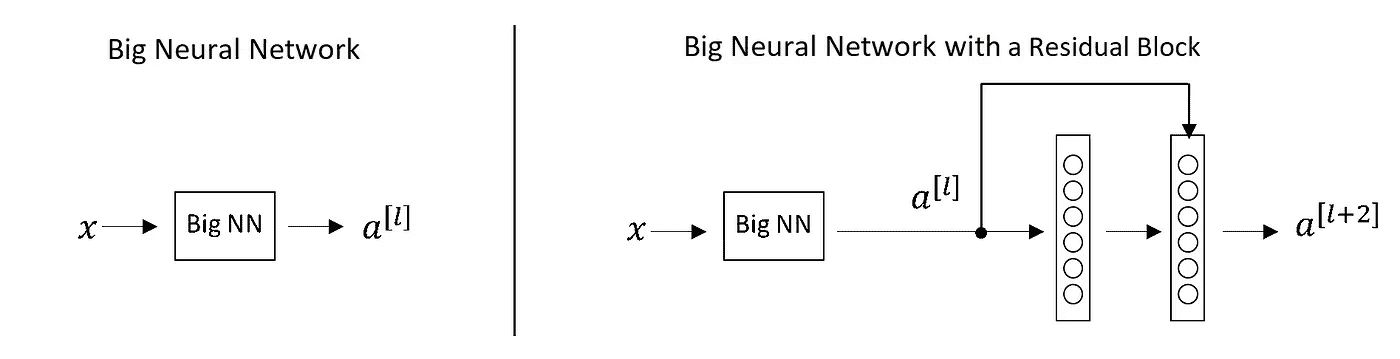 Big Neural Network
x
Big NN
a[l]
Big Neural Network with a Residual Block
x
Big NN
a[l]
a[l+2]